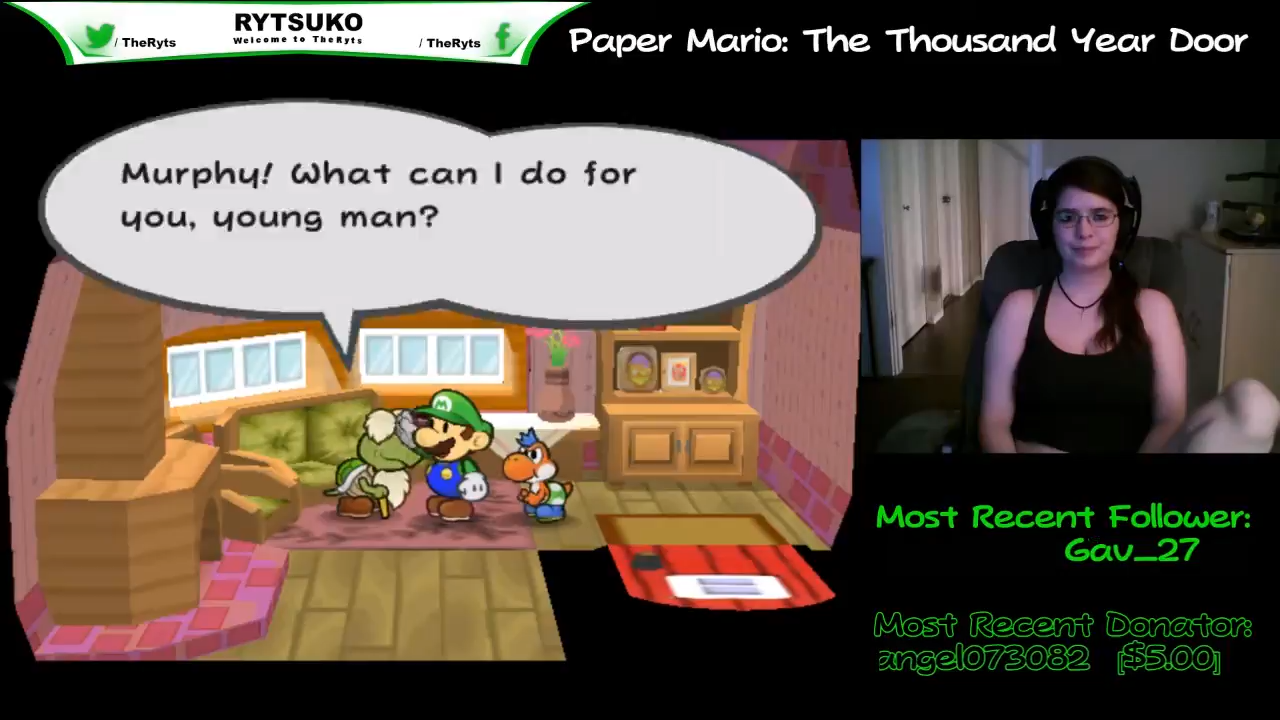 RYTSUKO
Welcome to TheRyts
/ TheRyts
/ TheRyts
Paper Mario: The Thousand Year Door
Murphy! What can I do for
you, young man?
M
Most Recent Follower:
Gav_27
Most Recent Donator:
angel073082 [$5.00]